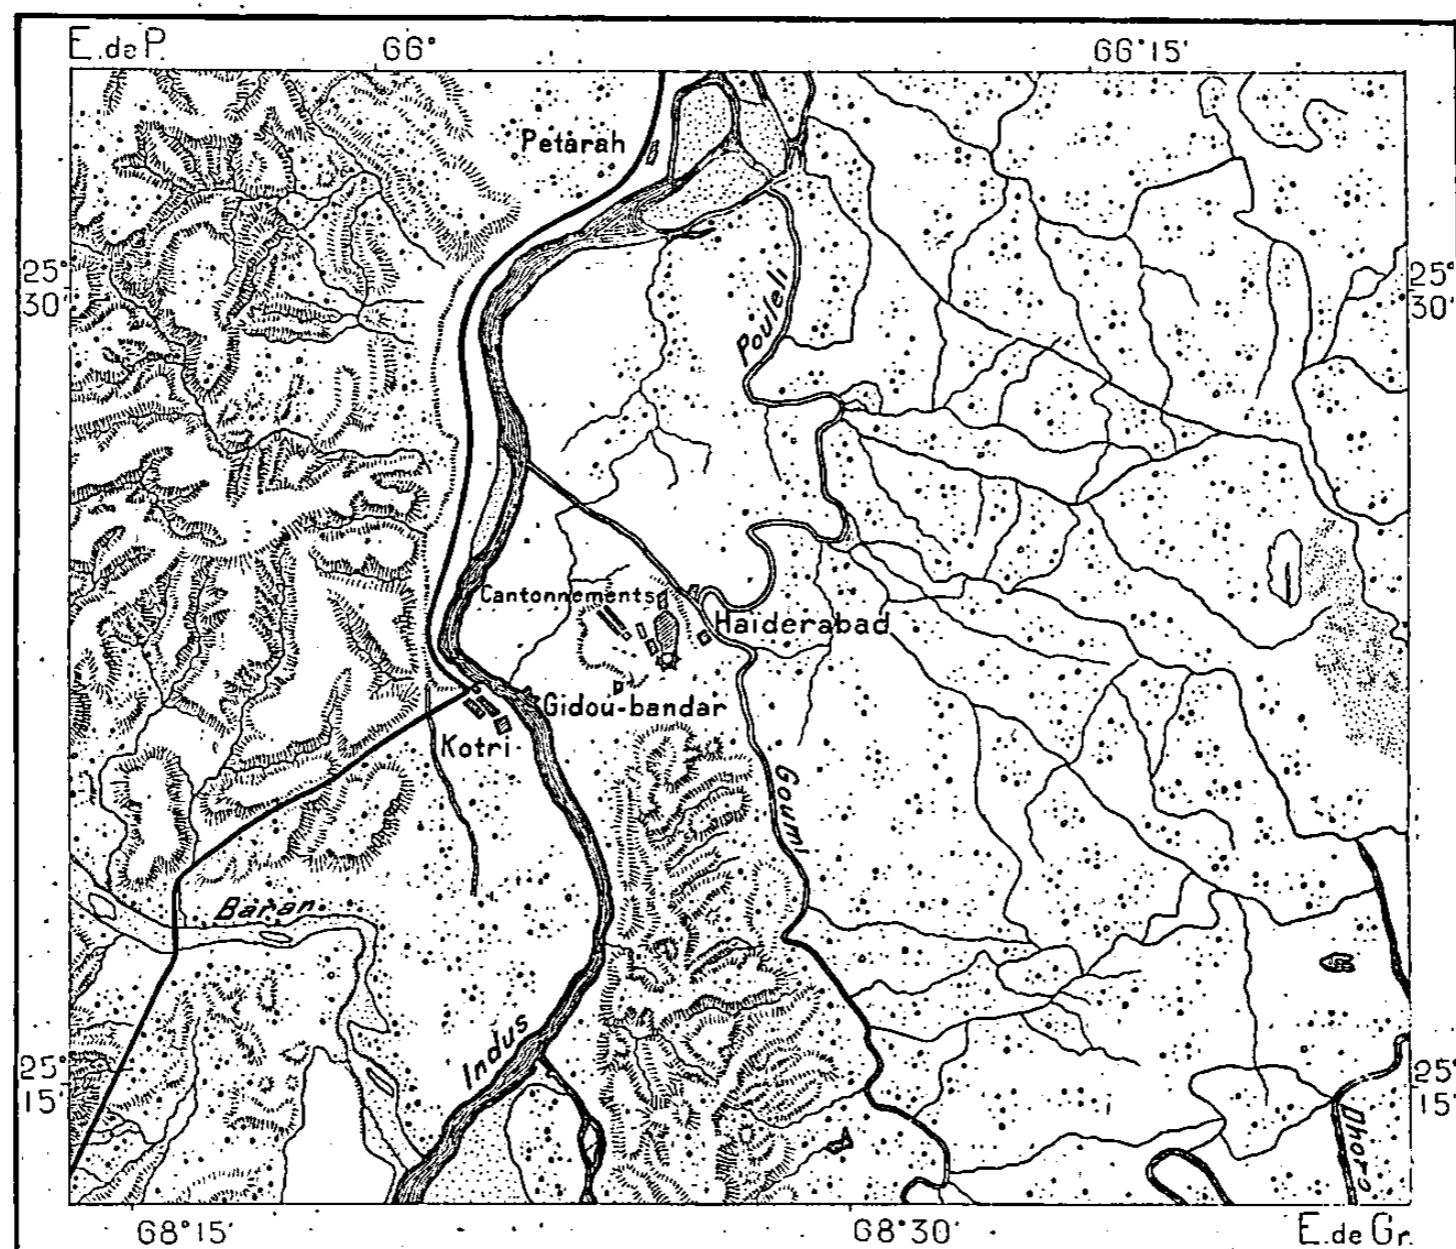 E. de P.
66°
66°15'
Petarah
25°
30'
25°
30'
Pouleli
Cantonnements
Haiderabad
Gidou-bandar
Kotri
Gouni
Baran
Indus
25°
15'
25°
15'
Dhoro
68°15'
68°30'
E. de Gr.